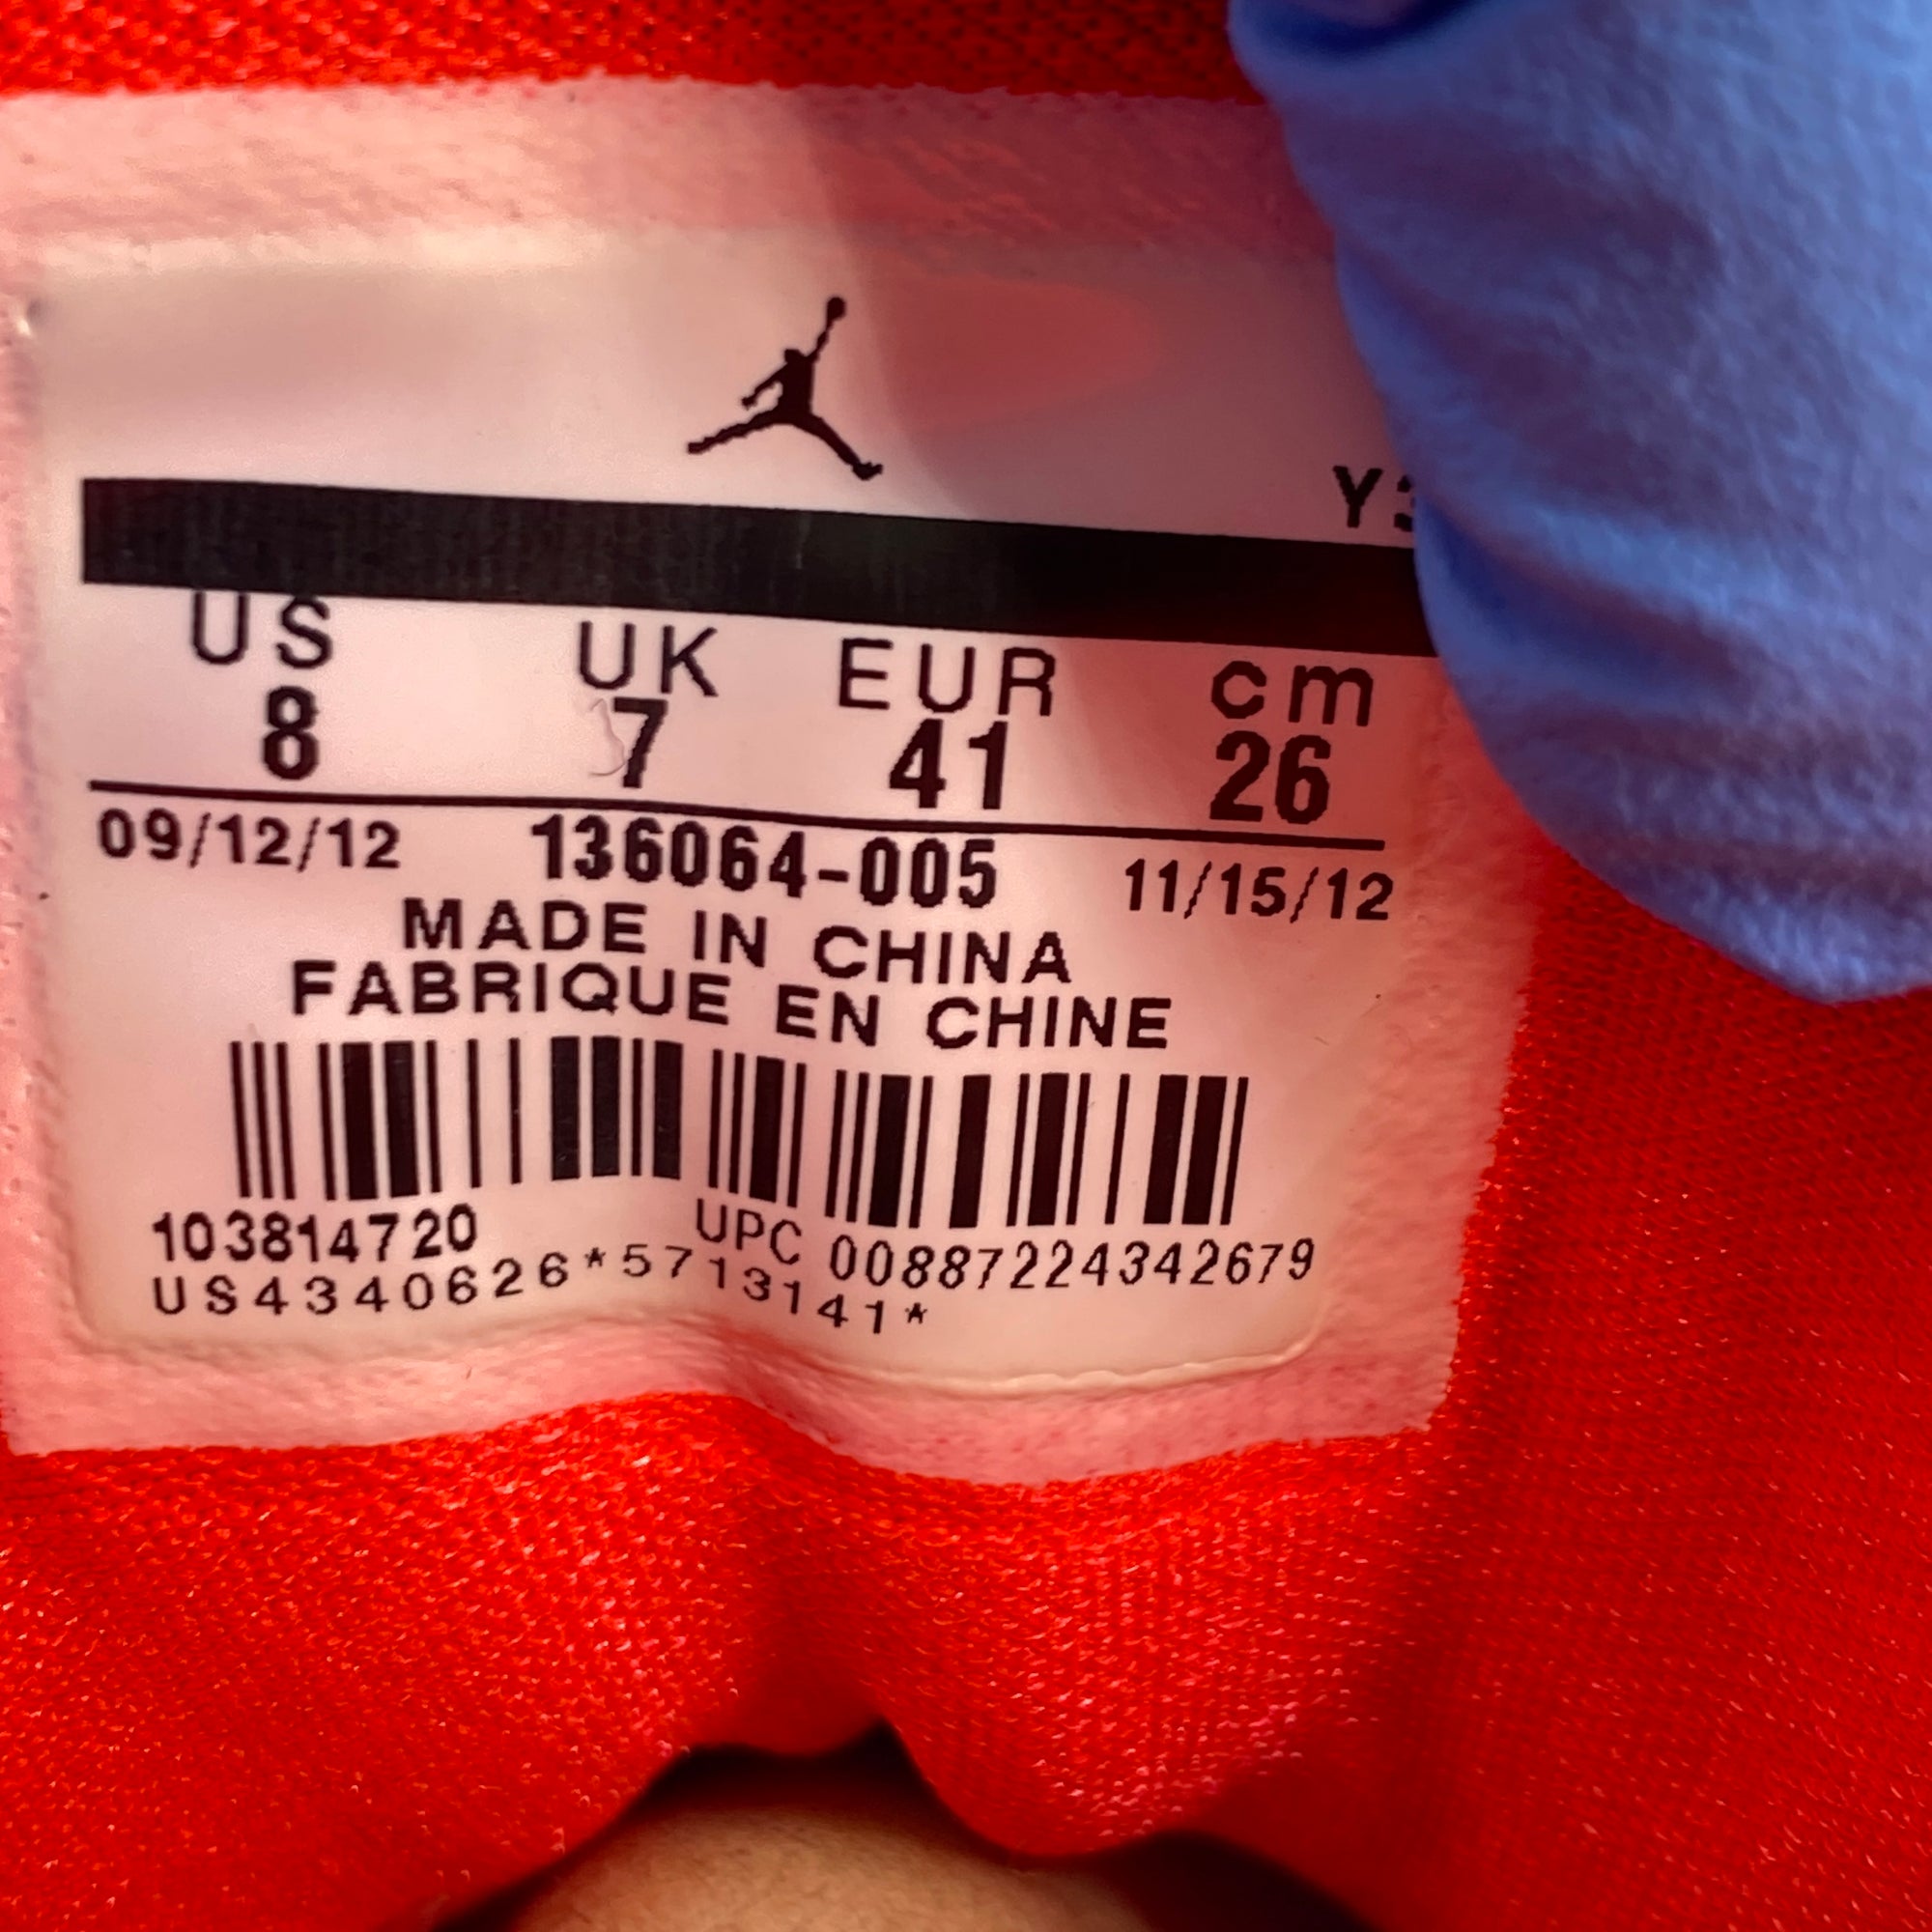 Y3
US UK EUR cm
8 7 41 26
09/12/12 136064-005 11/15/12
MADE IN CHINA
FABRIQUE EN CHINE
103814720 UPC 00887224342679
US4340626*5713141*